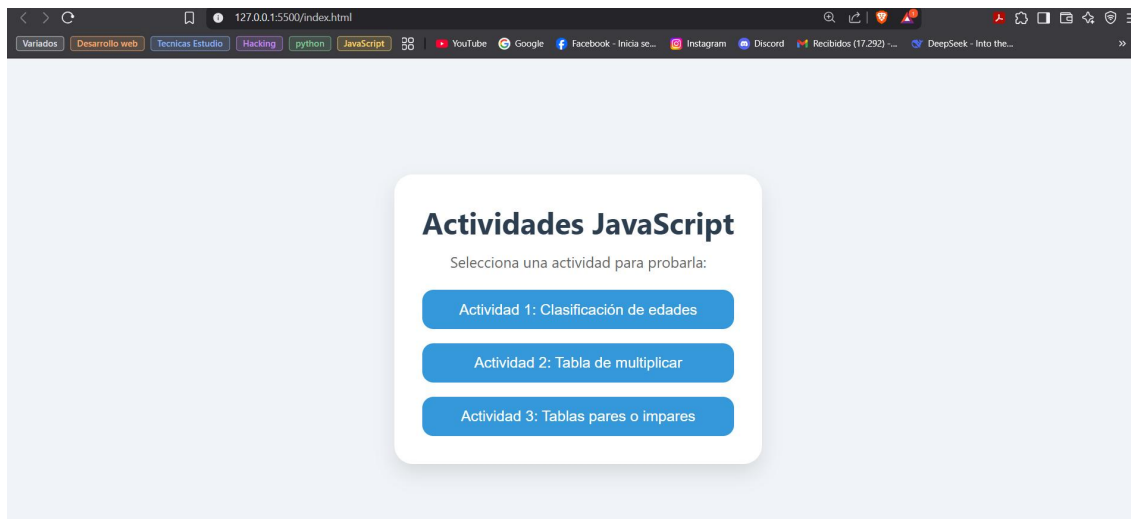 127.0.0.1:5500/index.html
Variados Desarrollo web Tecnicas Estudio Hacking python JavaScript YouTube Google Facebook - Inicia se... Instagram Discord Recibidos (17.292) -... DeepSeek - Into the... »
Actividades JavaScript
Selecciona una actividad para probarla:
Actividad 1: Clasificación de edades
Actividad 2: Tabla de multiplicar
Actividad 3: Tablas pares o impares